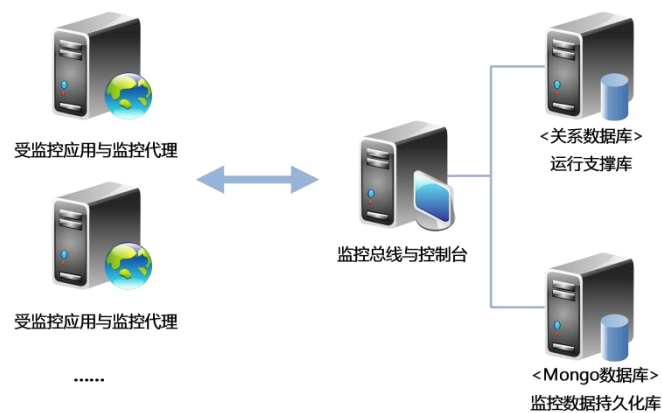 受监控应用与监控代理
受监控应用与监控代理
......
监控总线与控制台
<关系数据库>
运行支撑库
<Mongo数据库>
监控数据持久化库